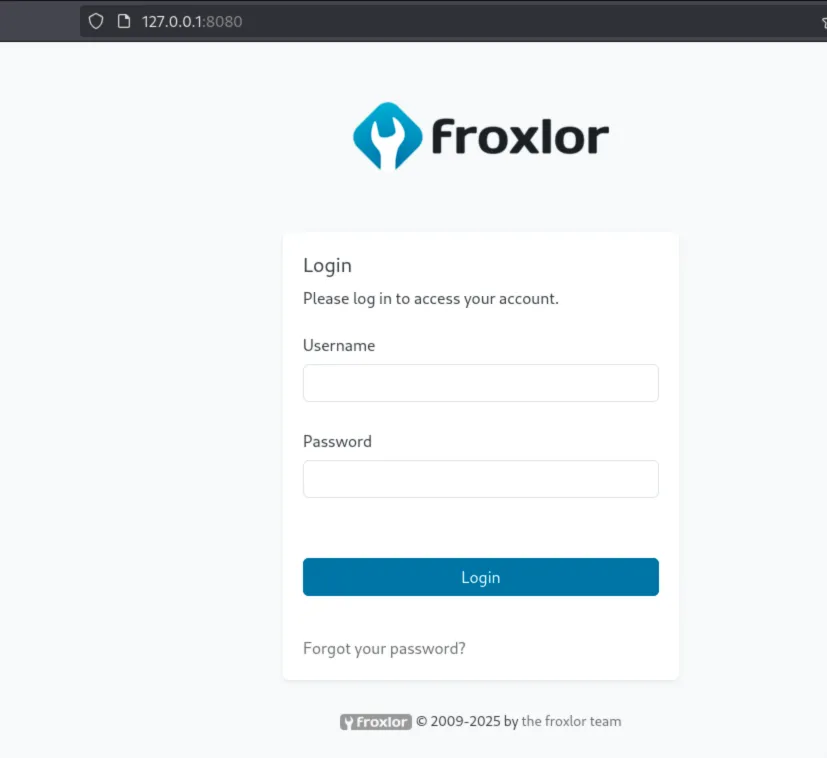 127.0.0.1:8080
froxlor
Login
Please log in to access your account.
Username
Password
Login
Forgot your password?
froxlor © 2009-2025 by the froxlor team